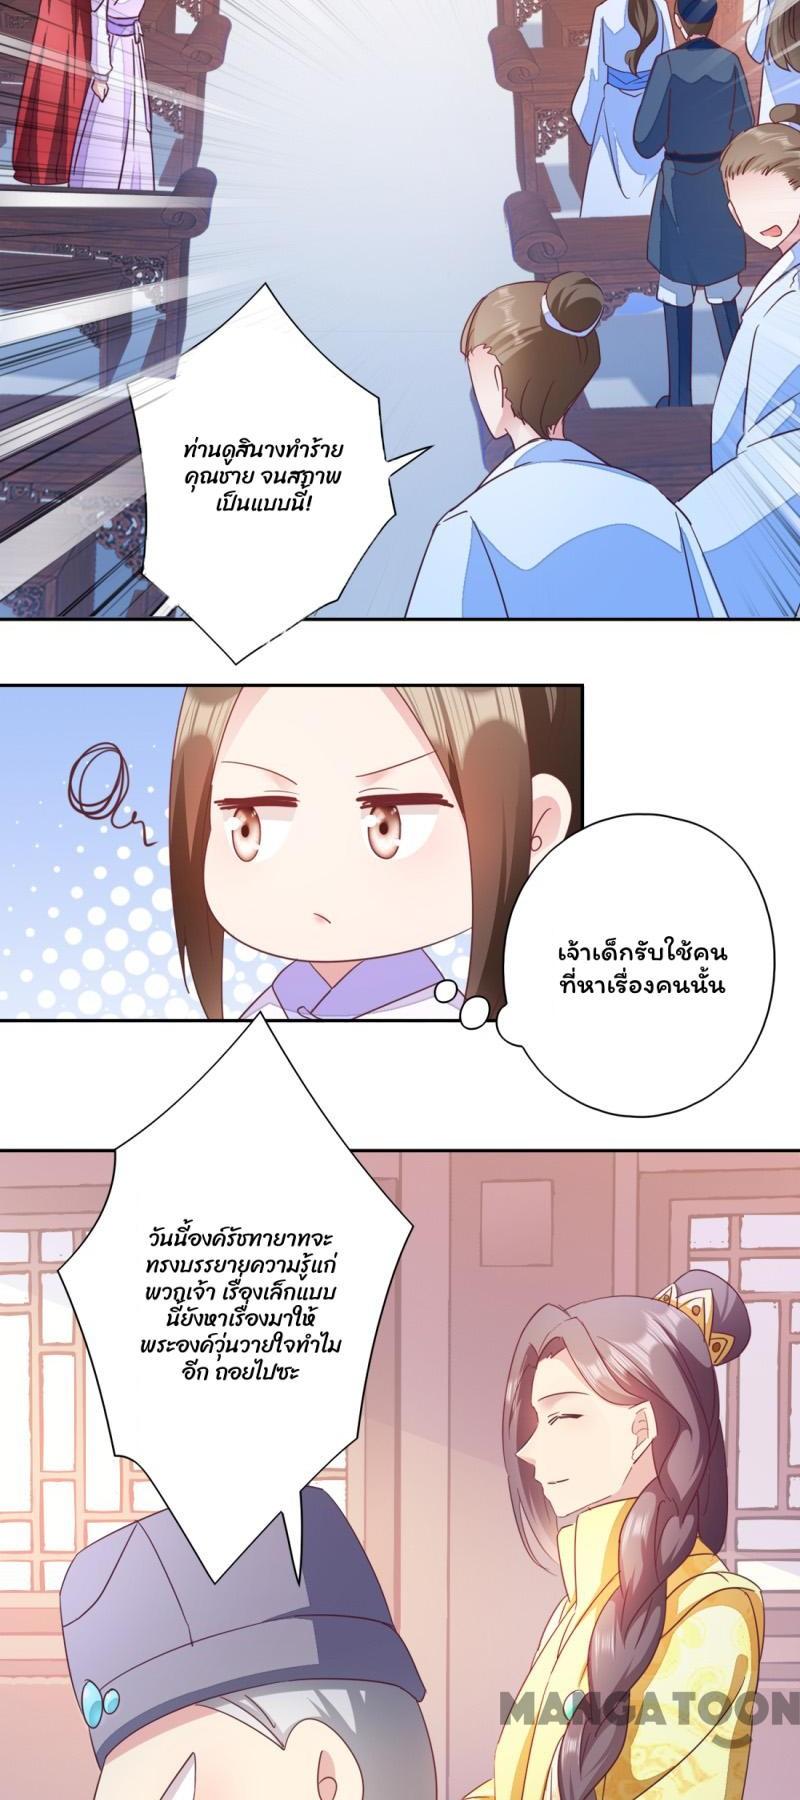 ท่านดูสินางทำร้าย
คุณชาย จนสภาพ
เป็นแบบนี้!
เจ้าเด็กรับใช้คน
ที่หาเรื่องคนนั้น
วันนี้องค์รัชทายาทจะ
ทรงบรรยายความรู้แก่
พวกเจ้า เรื่องเล็กแบบ
นี้ยังหาเรื่องมาให้
พระองค์วุ่นวายใจทำไม
อีก ถอยไปซะ
MANGATOON